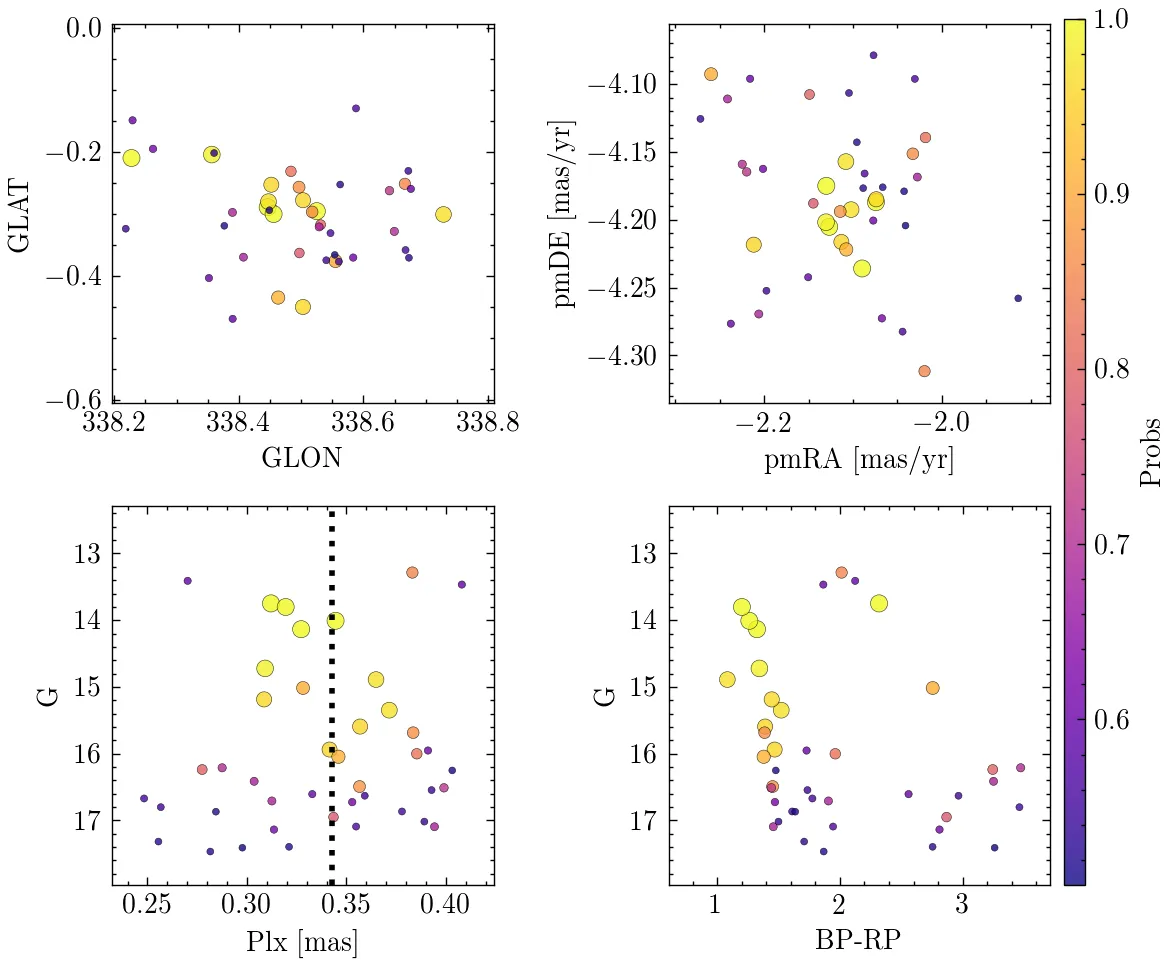 0.0
−0.2
−0.4
−0.6
338.2 338.4 338.6 338.8
GLON
GLAT
−4.10
−4.15
−4.20
−4.25
−4.30
−2.2 −2.0
pmRA [mas/yr]
pmDE [mas/yr]
13
14
15
16
17
0.25 0.30 0.35 0.40
Plx [mas]
G
13
14
15
16
17
1 2 3
BP-RP
G
1.0
0.9
0.8
0.7
0.6
Probs